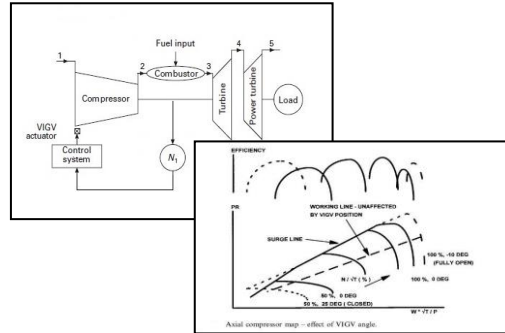 Fuel input
1
2
Combustor
3
4
5
Compressor
Turbine
Power turbine
Load
VIGV
actuator
Control
system
N1
EFFICIENCY
PR
WORKING LINE - UNAFFECTED
BY VIGV POSITION
SURGE LINE
100 %, -10 DEG
(FULLY OPEN)
N / √T ( % )
100 %, 0 DEG
50 %, 0 DEG
50 %, 25 DEG ( CLOSED )
W * √T / P
Axial compressor map – effect of VIGV angle.